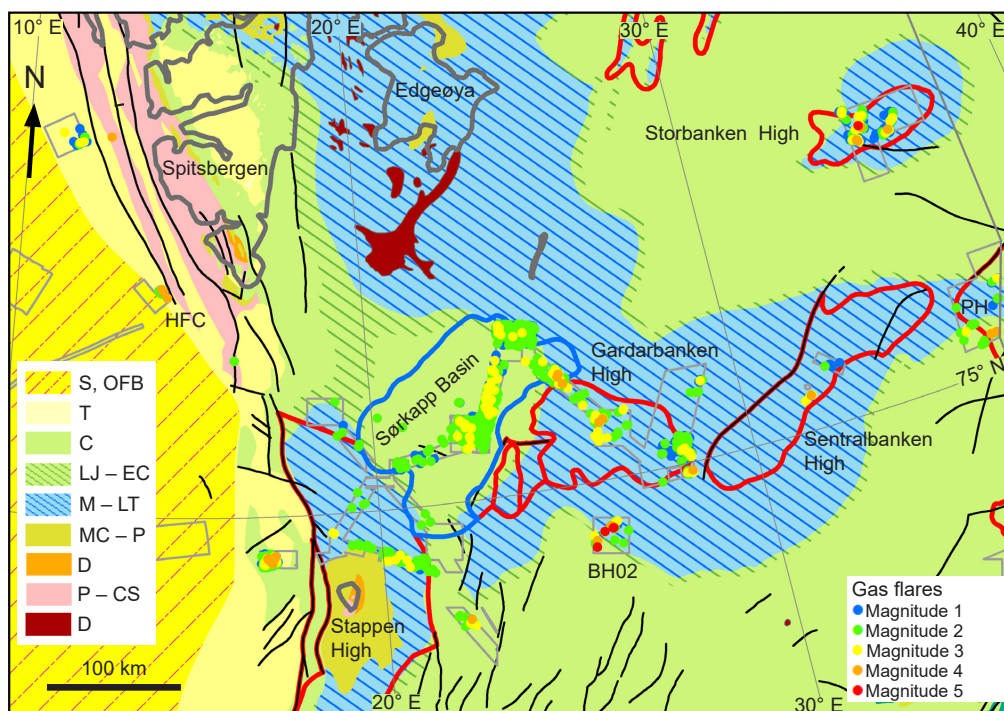 10° E
20° E
30° E
40° E
N
Edgeøya
Storbanken High
Spitsbergen
HFC
PH
Gardarbanken
High
75° N
Sørkapp Basin
Sentralbanken
High
S, OFB
T
C
LJ – EC
M – LT
MC – P
D
P – CS
D
BH02
Stappen
High
100 km
20° E
30° E
Gas flares
Magnitude 1
Magnitude 2
Magnitude 3
Magnitude 4
Magnitude 5